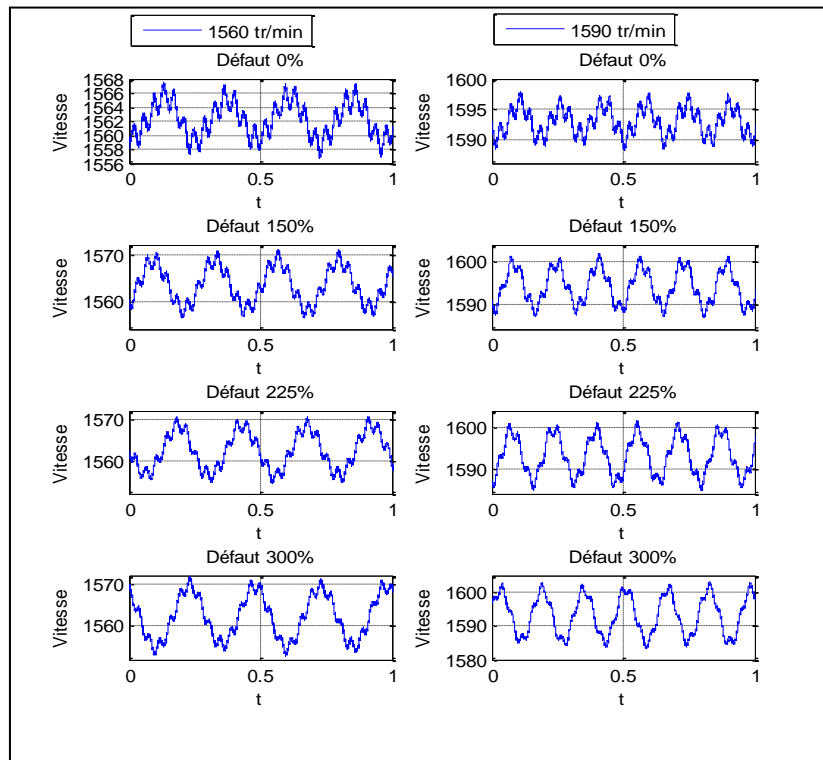 1560 tr/min
1590 tr/min
Défaut 0%
1568
1566
1564
1562
1560
1558
1556
Vitesse
0
0.5
1
t
Défaut 0%
1600
1595
1590
Vitesse
0
0.5
1
t
Défaut 150%
1570
1560
Vitesse
0
0.5
1
t
Défaut 150%
1600
1590
Vitesse
0
0.5
1
t
Défaut 225%
1570
1560
Vitesse
0
0.5
1
t
Défaut 225%
1600
1590
Vitesse
0
0.5
1
t
Défaut 300%
1570
1560
Vitesse
0
0.5
1
t
Défaut 300%
1600
1590
1580
Vitesse
0
0.5
1
t